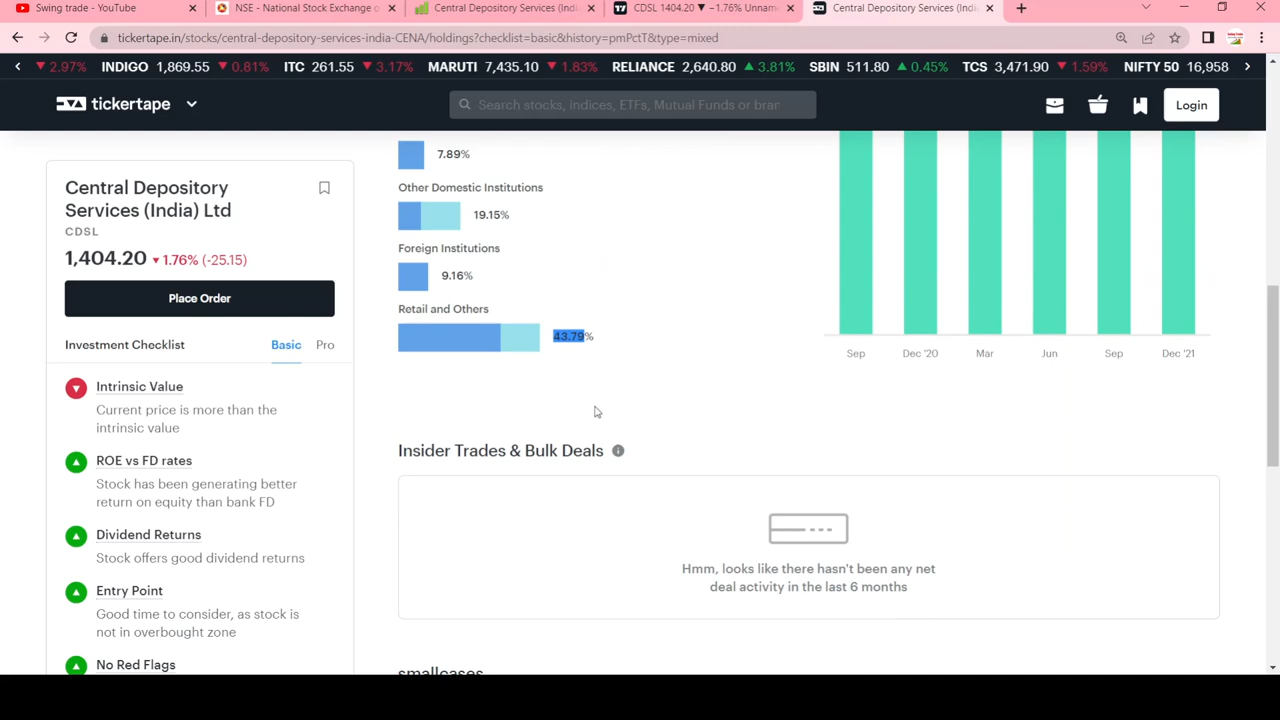 Swing trade - YouTube
NSE - National Stock Exchange o
Central Depository Services (Indi
CDSL 1404.20 ▼ −1.76% Unnam
Central Depository Services (Indi
tickertape.in/stocks/central-depository-services-india-CENA/holdings?checklist=basic&history=pmPctT&type=mixed
▼ 2.97% INDIGO 1,869.55 ▼ 0.81% ITC 261.55 ▼ 3.17% MARUTI 7,435.10 ▼ 1.83% RELIANCE 2,640.80 ▲ 3.81% SBIN 511.80 ▲ 0.45% TCS 3,471.90 ▼ 1.59% NIFTY 50 16,958
tickertape
Search stocks, indices, ETFs, Mutual Funds or bran
Login
Central Depository
Services (India) Ltd
CDSL
1,404.20 ▼ 1.76% (-25.15)
Place Order
Investment Checklist Basic Pro
Intrinsic Value
Current price is more than the
intrinsic value
ROE vs FD rates
Stock has been generating better
return on equity than bank FD
Dividend Returns
Stock offers good dividend returns
Entry Point
Good time to consider, as stock is
not in overbought zone
No Red Flags
7.89%
Other Domestic Institutions
19.15%
Foreign Institutions
9.16%
Retail and Others
43.79%
Sep Dec '20 Mar Jun Sep Dec '21
Insider Trades & Bulk Deals
Hmm, looks like there hasn't been any net
deal activity in the last 6 months
smallcases